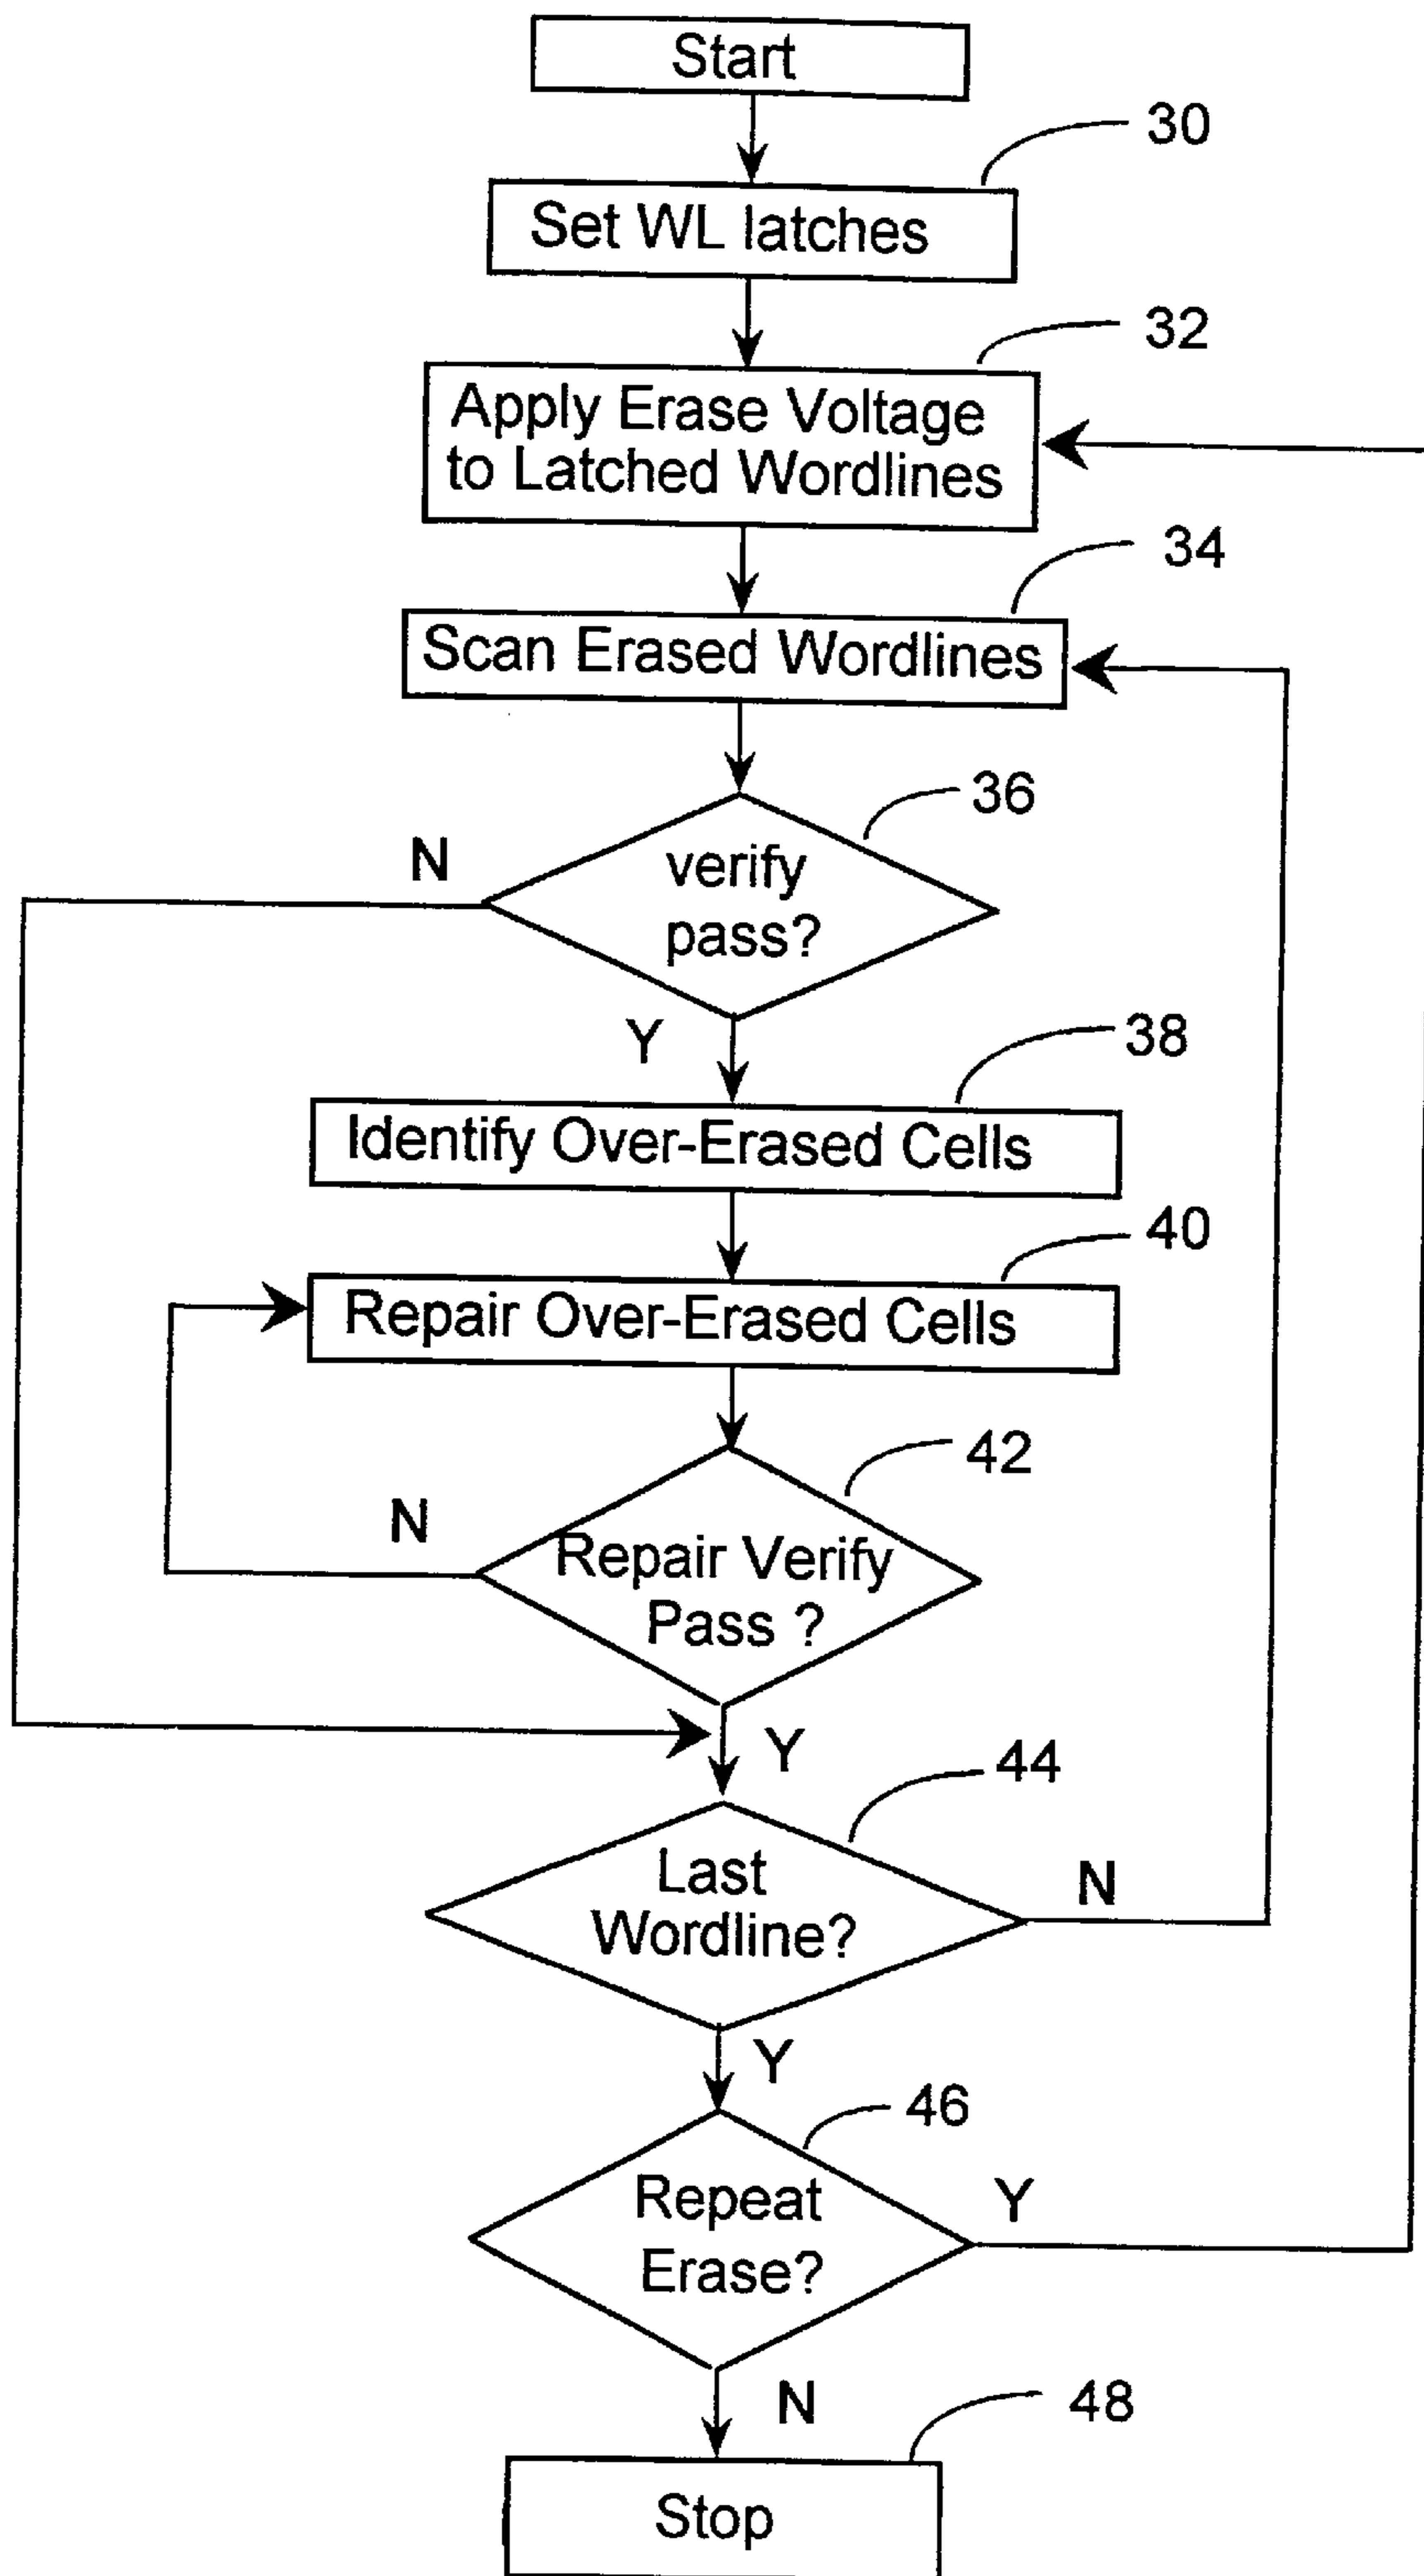 Start
30
Set WL latches
32
Apply Erase Voltage
to Latched Wordlines
34
Scan Erased Wordlines
36
N
verify
pass?
Y
38
Identify Over-Erased Cells
40
Repair Over-Erased Cells
42
N
Repair Verify
Pass ?
Y
44
Last
Wordline?
N
Y
46
Repeat
Erase?
Y
N
48
Stop